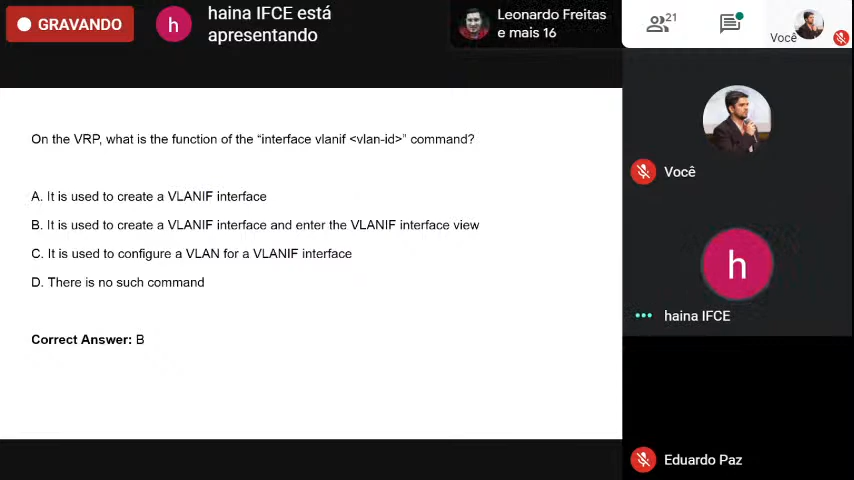 GRAVANDO
h
haina IFCE está
apresentando
Leonardo Freitas
e mais 16
21
Você
On the VRP, what is the function of the “interface vlanif <vlan-id>” command?
A. It is used to create a VLANIF interface
B. It is used to create a VLANIF interface and enter the VLANIF interface view
C. It is used to configure a VLAN for a VLANIF interface
D. There is no such command
Correct Answer: B
Você
h
haina IFCE
Eduardo Paz